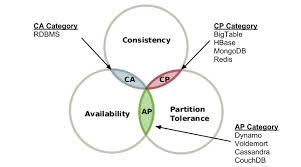 CA Category
RDBMS
CP Category
BigTable
HBase
MongoDB
Redis
Consistency
CA
CP
Availability
AP
Partition
Tolerance
AP Category
Dynamo
Voldemort
Cassandra
CouchDB